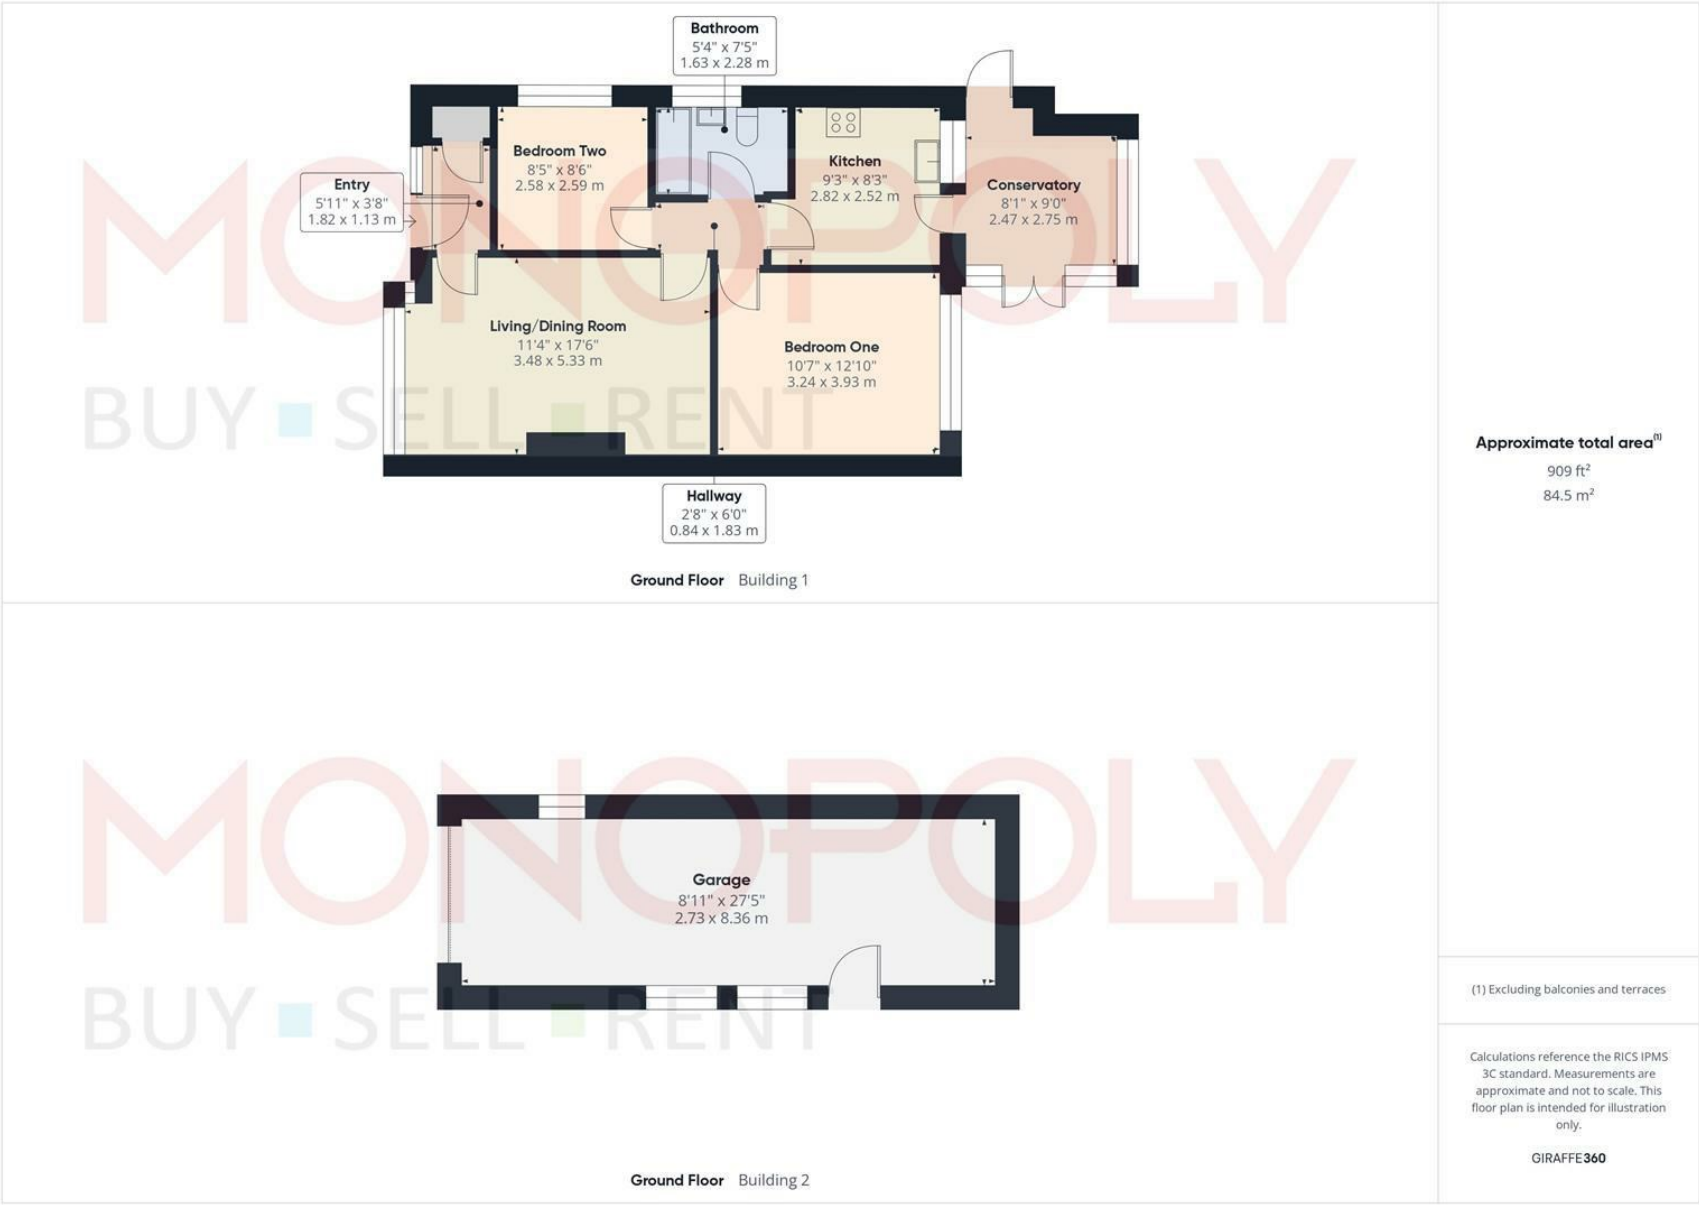 Bathroom
5'4" x 7'5"
1.63 x 2.28 m
Entry
5'11" x 3'8"
1.82 x 1.13 m
Bedroom Two
8'5" x 8'6"
2.58 x 2.59 m
Kitchen
9'3" x 8'3"
2.82 x 2.52 m
Conservatory
8'1" x 9'0"
2.47 x 2.75 m
Living/Dining Room
11'4" x 17'6"
3.48 x 5.33 m
Bedroom One
10'7" x 12'10"
3.24 x 3.93 m
Hallway
2'8" x 6'0"
0.84 x 1.83 m
MONOPOLY
BUY SELL RENT
Ground Floor Building 1
Garage
8'11" x 27'5"
2.73 x 8.36 m
MONOPOLY
BUY SELL RENT
Ground Floor Building 2
Approximate total area(1)
909 ft²
84.5 m²
(1) Excluding balconies and terraces
Calculations reference the RICS IPMS
3C standard. Measurements are
approximate and not to scale. This
floor plan is intended for illustration
only.
GIRAFFE360